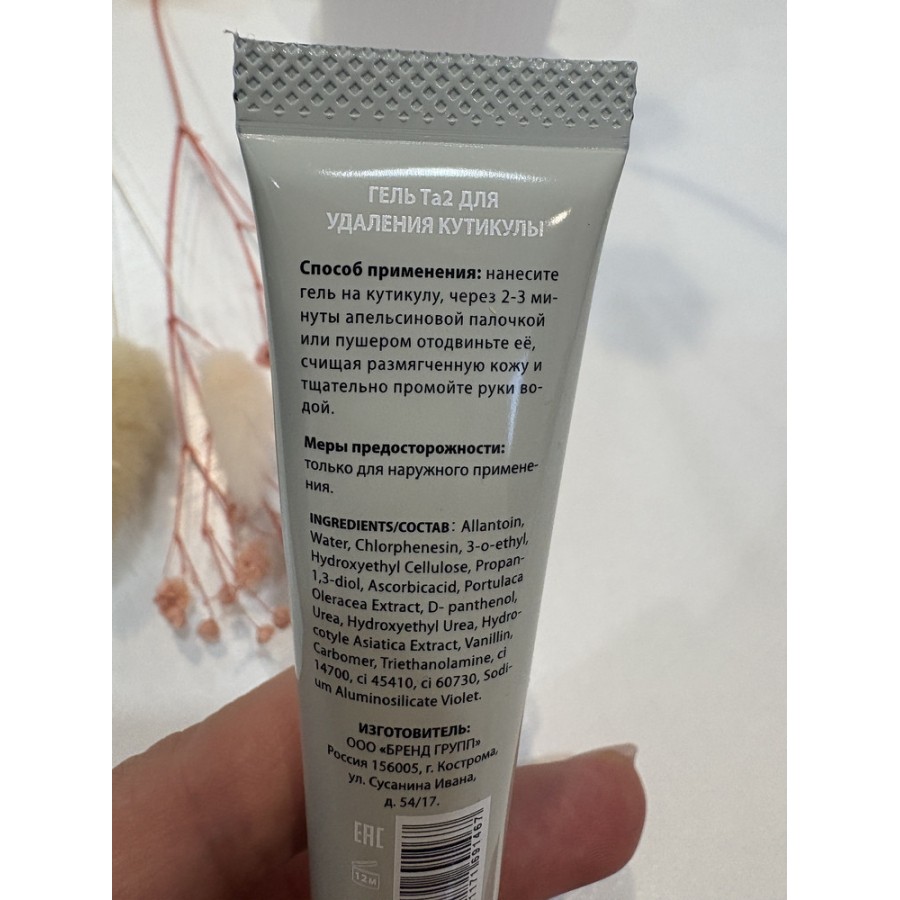 ГЕЛЬ Ta2 ДЛЯ
УДАЛЕНИЯ КУТИКУЛЫ
Способ применения: нанесите
гель на кутикулу, через 2-3 ми-
нуты апельсиновой палочкой
или пушером отодвиньте её,
счищая размягченную кожу и
тщательно промойте руки во-
дой.
Меры предосторожности:
только для наружного примене-
ния.
INGREDIENTS/СОСТАВ: Allantoin,
Water, Chlorphenesin, 3-o-ethyl,
Hydroxyethyl Cellulose, Propan-
1,3-diol, Ascorbicacid, Portulaca
Oleracea Extract, D- panthenol,
Urea, Hydroxyethyl Urea, Hydro-
cotyle Asiatica Extract, Vanillin,
Carbomer, Triethanolamine, ci
14700, ci 45410, ci 60730, Sodi-
um Aluminosilicate Violet.
ИЗГОТОВИТЕЛЬ:
ООО «БРЕНД ГРУПП»
Россия 156005, г. Кострома,
ул. Сусанина Ивана,
д. 54/17.
EAC
12м